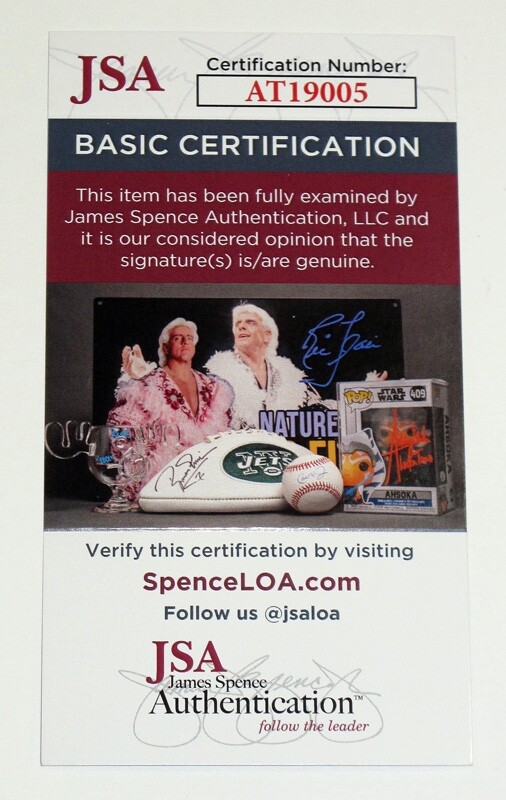 JSA
Certification Number:
AT19005
BASIC CERTIFICATION
This item has been fully examined by
James Spence Authentication, LLC and
it is our considered opinion that the
signature(s) is/are genuine.
NATURE
JETS
POP!
STAR
WARS
409
AHSOKA
Verify this certification by visiting
SpenceLOA.com
Follow us @jsaloa
JSA
James Spence
Authentication™
follow the leader